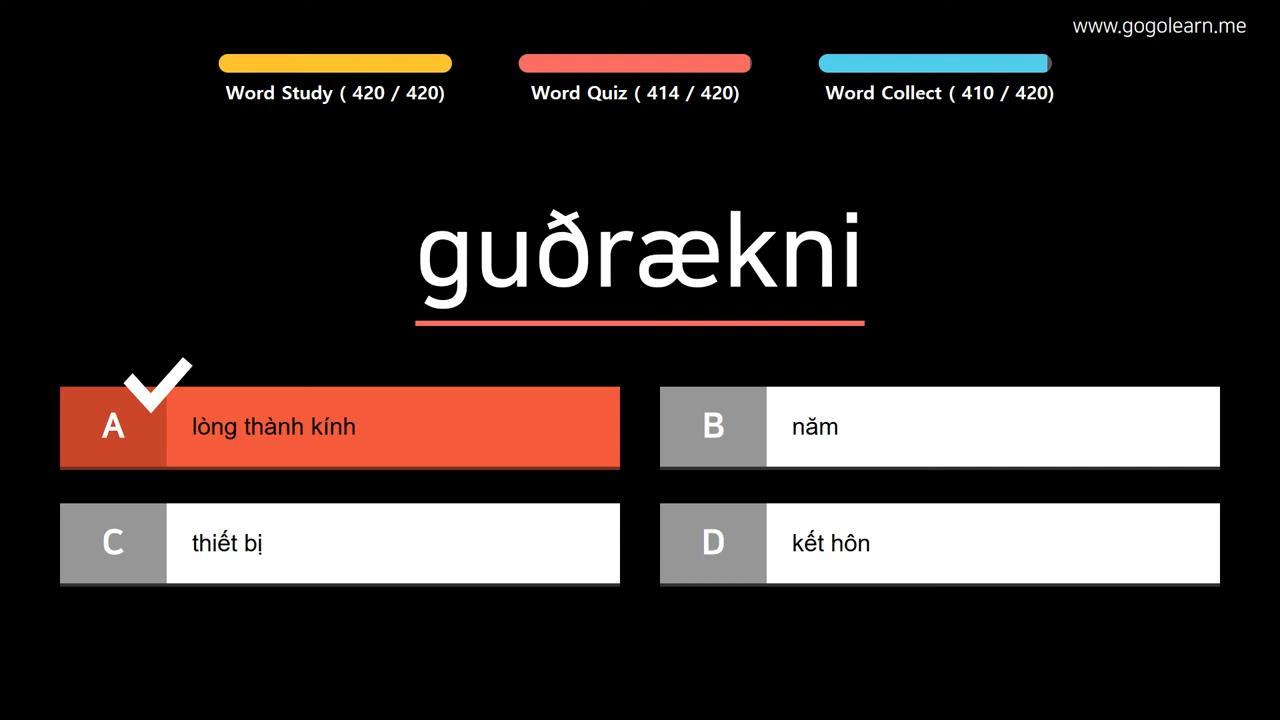 www.gogolearn.me
Word Study ( 420 / 420)
Word Quiz ( 414 / 420)
Word Collect ( 410 / 420)
guðrækni
A
lòng thành kính
B
năm
C
thiết bị
D
kết hôn